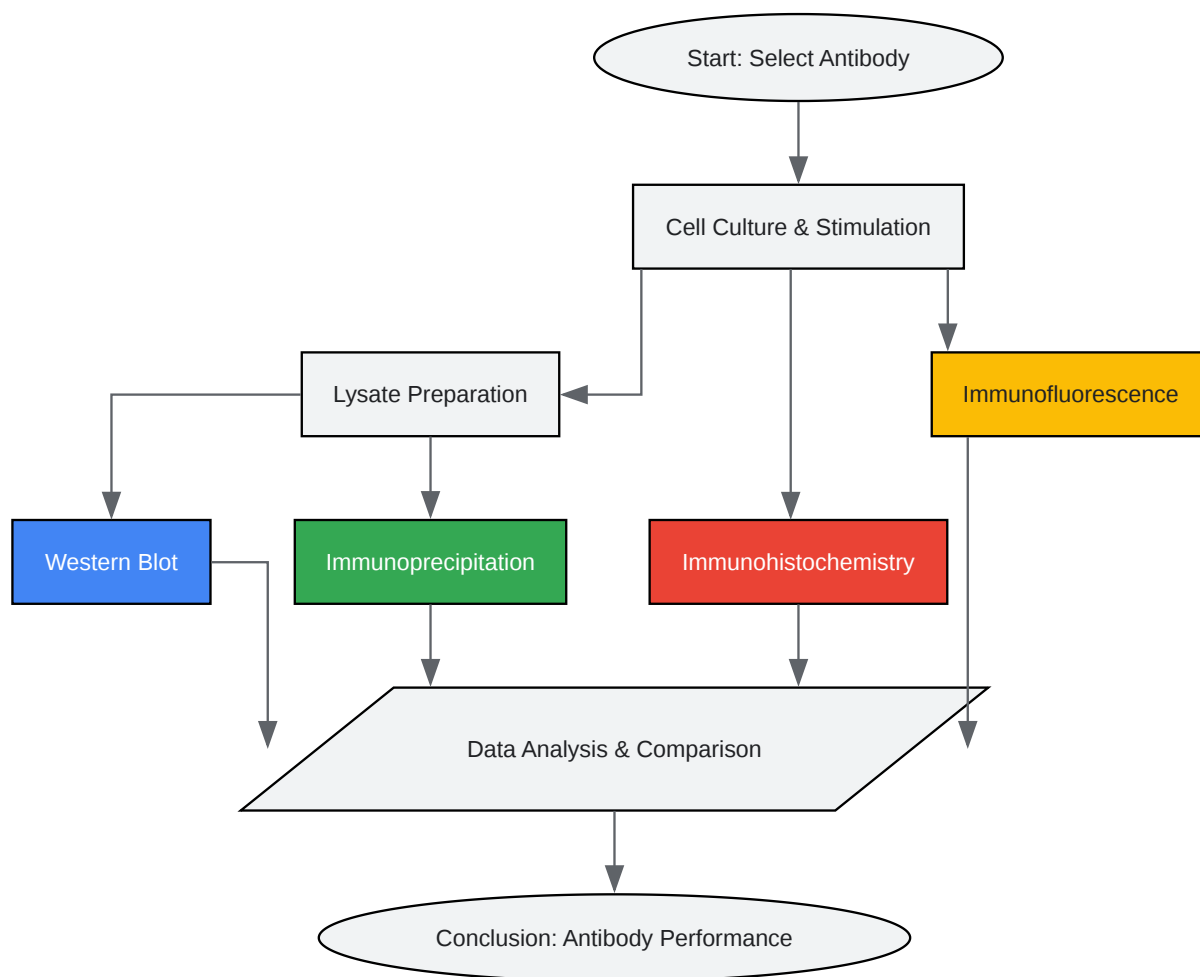 Start: Select Antibody
Cell Culture & Stimulation
Lysate Preparation
Immunofluorescence
Western Blot
Immunoprecipitation
Immunohistochemistry
Data Analysis & Comparison
Conclusion: Antibody Performance